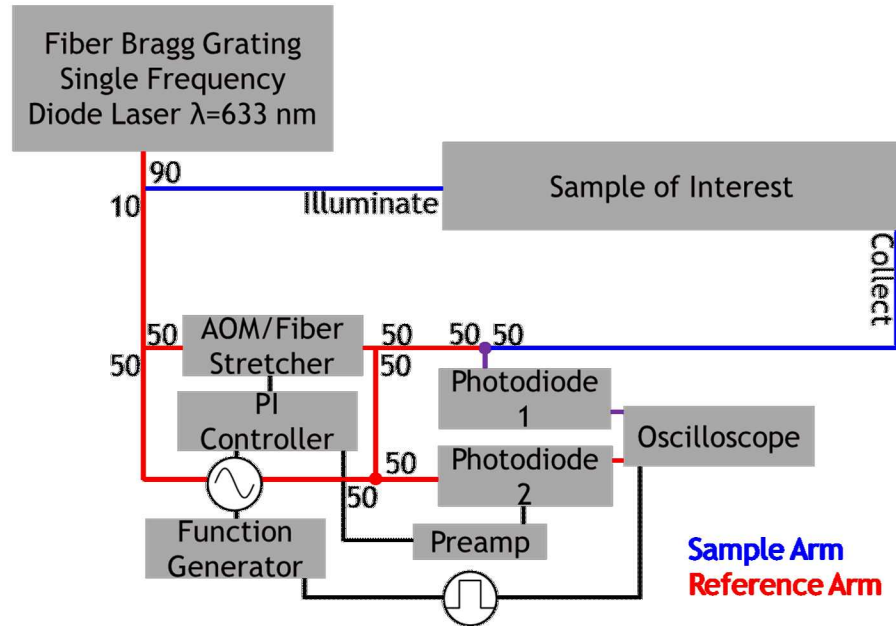 Fiber Bragg Grating
Single Frequency
Diode Laser λ=633 nm
90
10
Illuminate
Sample of Interest
Collect
50
50
AOM/Fiber
Stretcher
50
50
50
50
Photodiode
1
PI
Controller
Oscilloscope
50
50
Photodiode
2
Function
Generator
Preamp
Sample Arm
Reference Arm